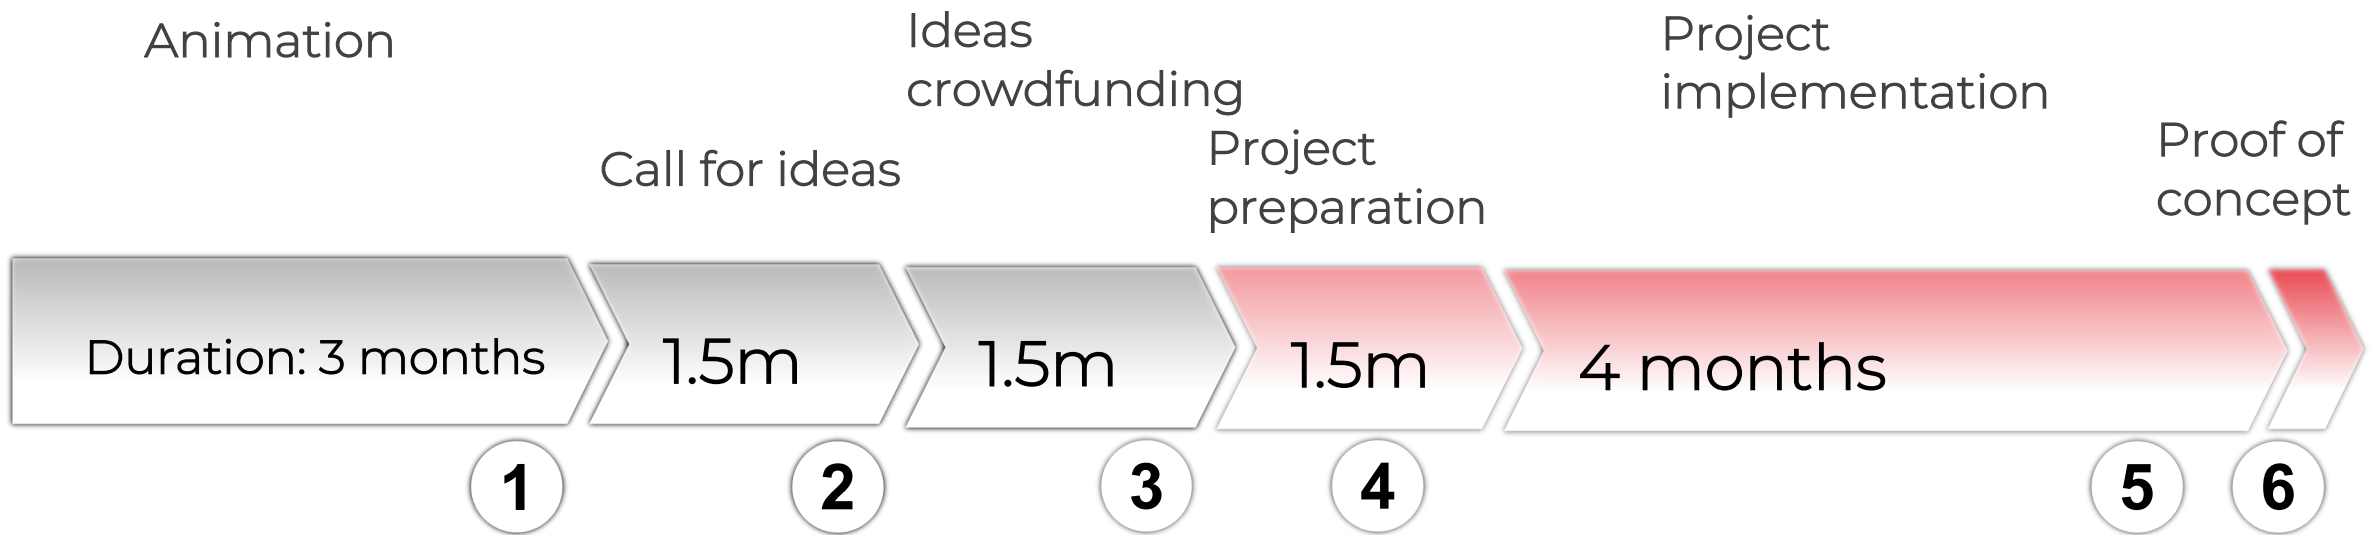 Animation
Ideas
crowdfunding
Project
implementation
Call for ideas
Project
preparation
Proof of
concept
Duration: 3 months
1.5m
1.5m
1.5m
4 months
1
2
3
4
5
6